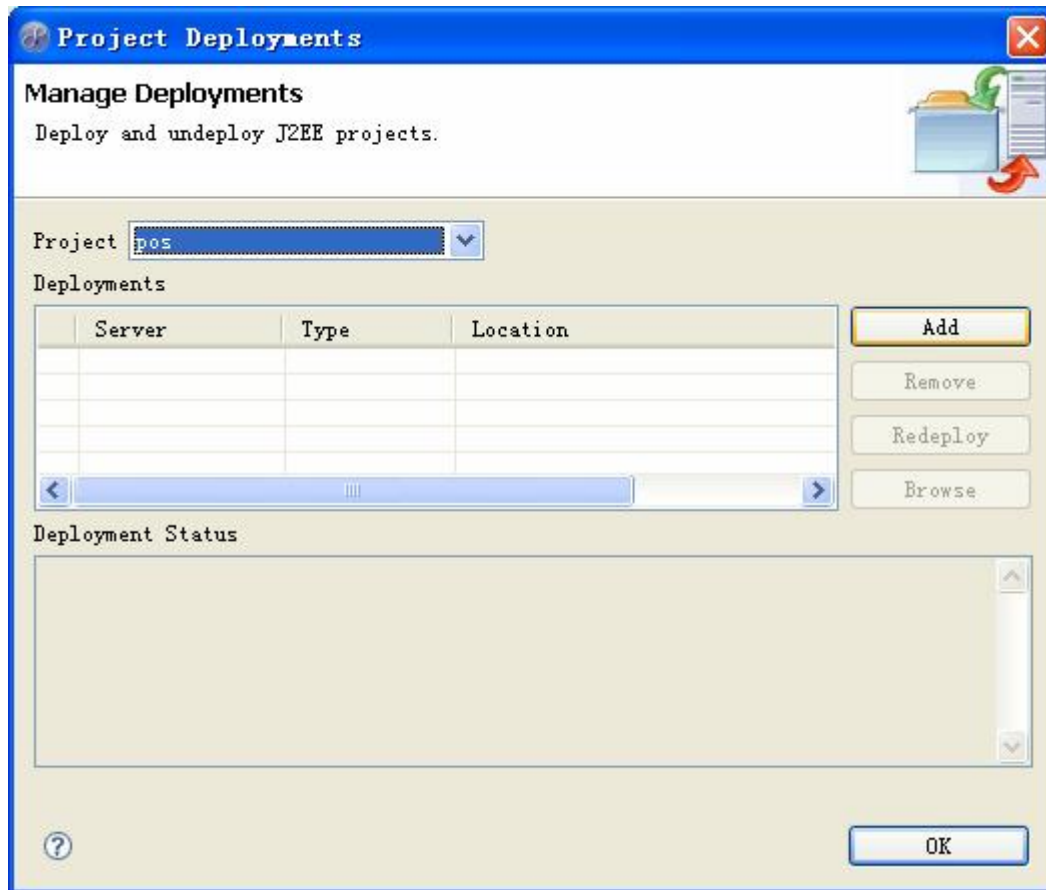 Project Deployments
Manage Deployments
Deploy and undeploy J2EE projects.
Project pos
Deployments
Server Type Location Add
Remove
Redeploy
Browse
Deployment Status
?
OK